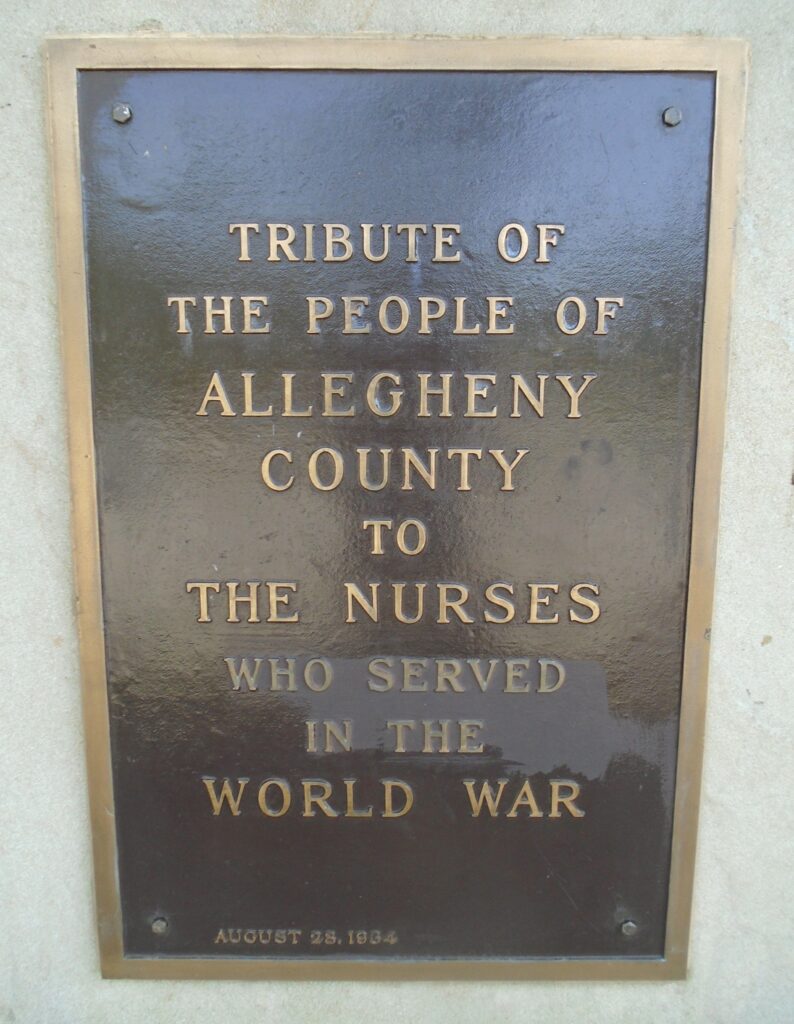 TRIBUTE OF
THE PEOPLE OF
ALLEGHENY
COUNTY
TO
THE NURSES
WHO SERVED
IN THE
WORLD WAR
AUGUST 28, 1934